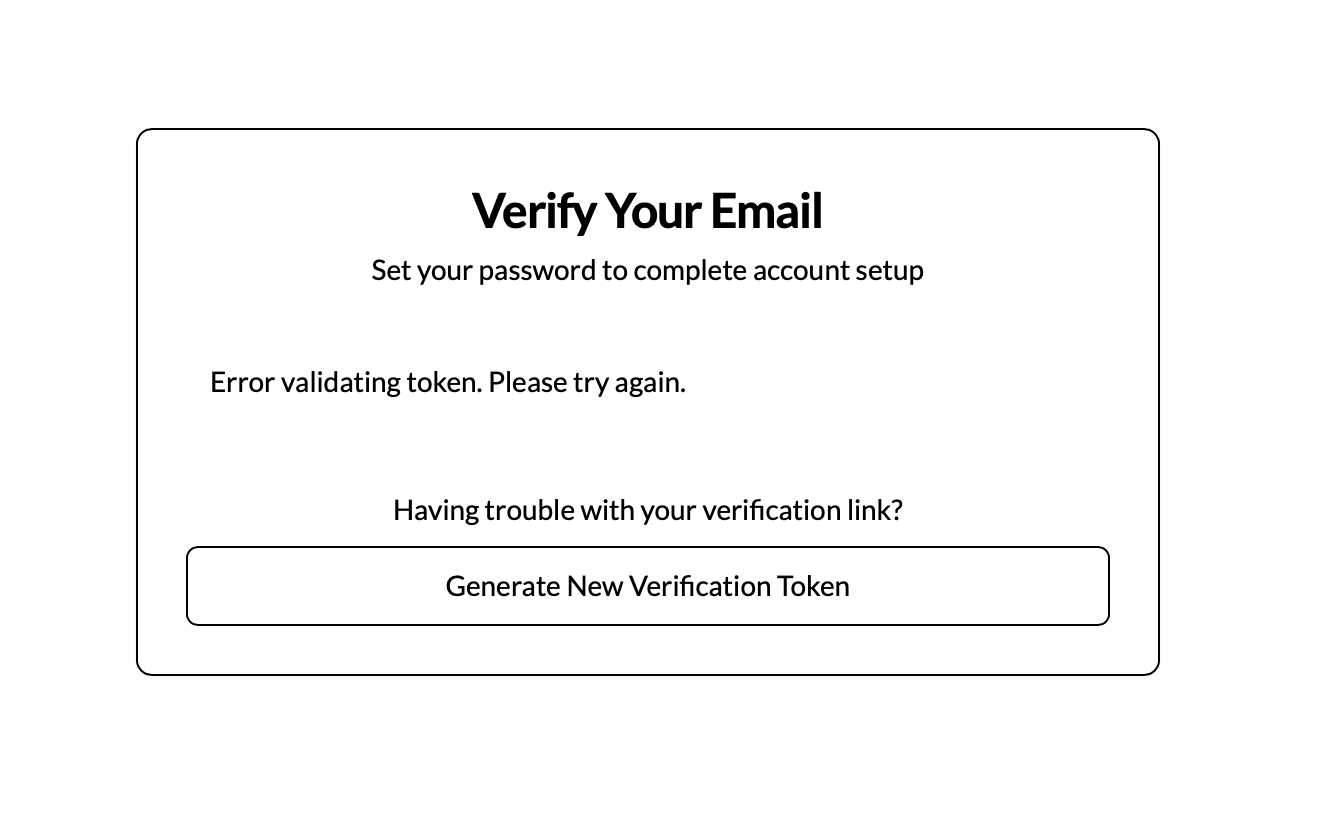 Verify Your Email
Set your password to complete account setup
Error validating token. Please try again.
Having trouble with your verification link?
Generate New Verification Token